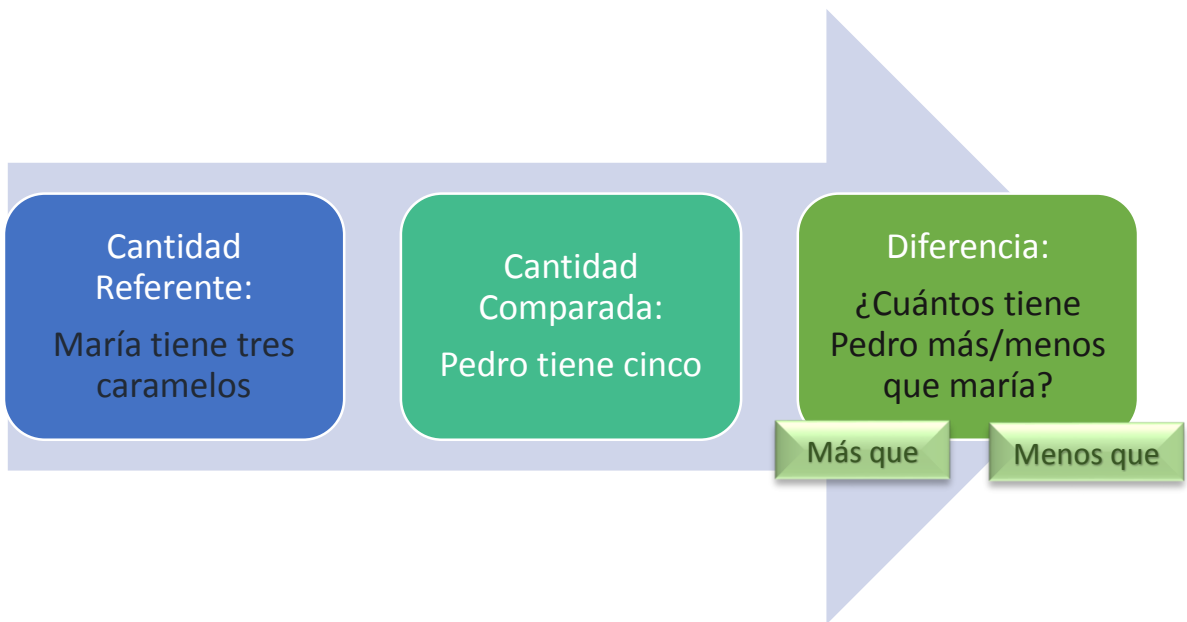 Cantidad
Referente:
María tiene tres
caramelos
Cantidad
Comparada:
Pedro tiene cinco
Diferencia:
¿Cuántos tiene
Pedro más/menos
que maría?
Más que
Menos que